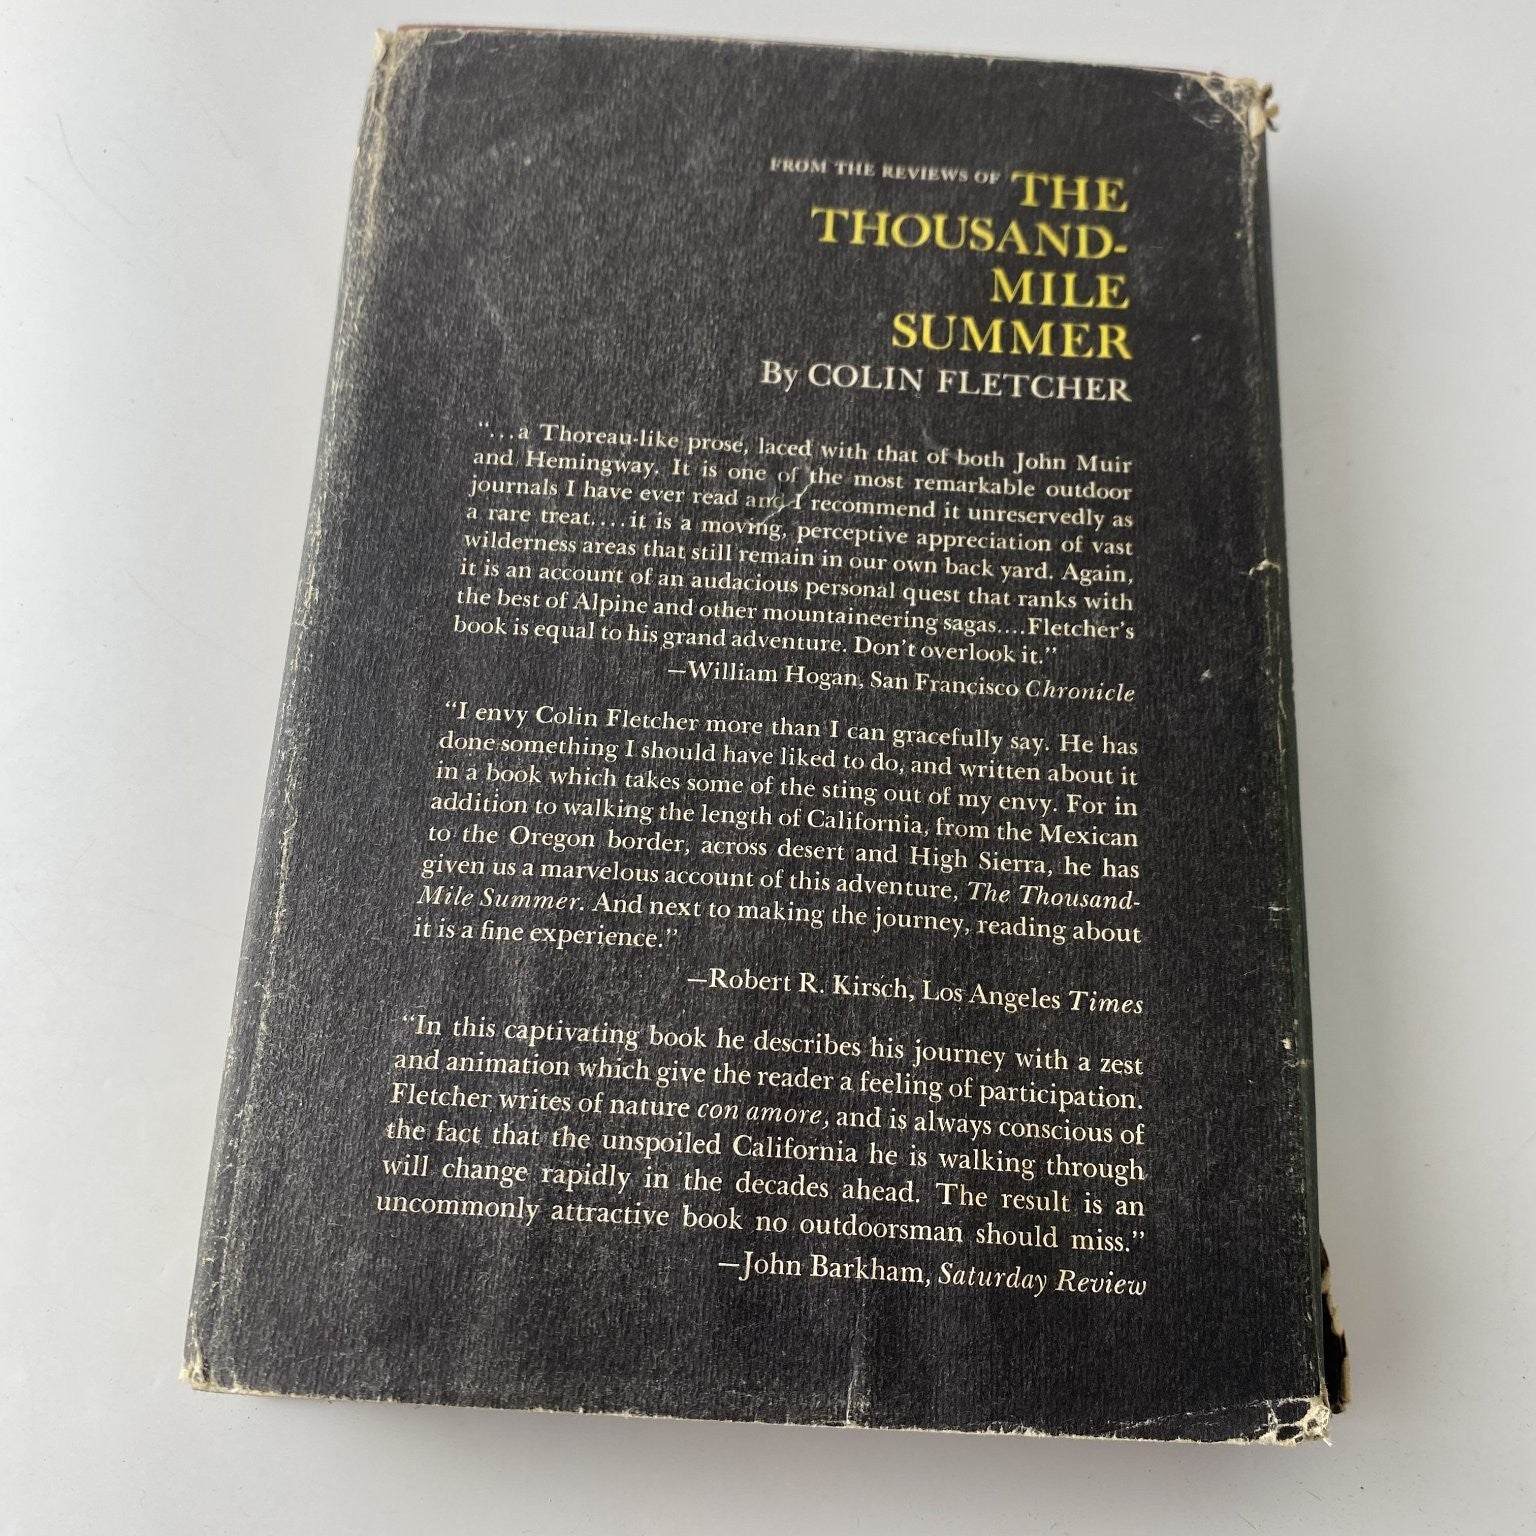 FROM THE REVIEWS OF THE
THOUSAND-
MILE
SUMMER
By COLIN FLETCHER
“...a Thoreau-like prose, laced with that of both John Muir
and Hemingway. It is one of the most remarkable outdoor
journals I have ever read and I recommend it unreservedly as
a rare treat....it is a moving, perceptive appreciation of vast
wilderness areas that still remain in our own back yard. Again,
it is an account of an audacious personal quest that ranks with
the best of Alpine and other mountaineering sagas....Fletcher's
book is equal to his grand adventure. Don't overlook it.”
—William Hogan, San Francisco Chronicle
“I envy Colin Fletcher more than I can gracefully say. He has
done something I should have liked to do, and written about it
in a book which takes some of the sting out of my envy. For in
addition to walking the length of California, from the Mexican
to the Oregon border, across desert and High Sierra, he has
given us a marvelous account of this adventure, The Thousand-
Mile Summer. And next to making the journey, reading about
it is a fine experience.”
—Robert R. Kirsch, Los Angeles Times
“In this captivating book he describes his journey with a zest
and animation which give the reader a feeling of participation.
Fletcher writes of nature con amore, and is always conscious of
the fact that the unspoiled California he is walking through
will change rapidly in the decades ahead. The result is an
uncommonly attractive book no outdoorsman should miss.”
—John Barkham, Saturday Review